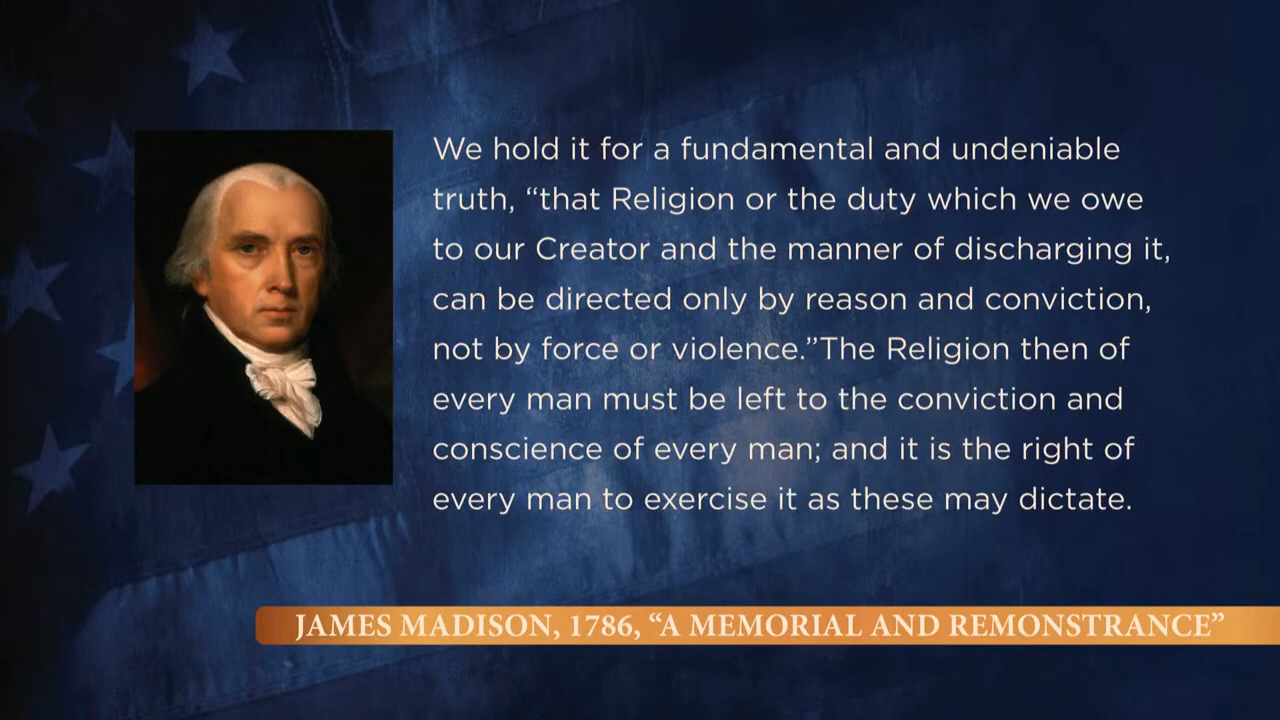 We hold it for a fundamental and undeniable
truth, “that Religion or the duty which we owe
to our Creator and the manner of discharging it,
can be directed only by reason and conviction,
not by force or violence.”The Religion then of
every man must be left to the conviction and
conscience of every man; and it is the right of
every man to exercise it as these may dictate.
JAMES MADISON, 1786, “A MEMORIAL AND REMONSTRANCE”